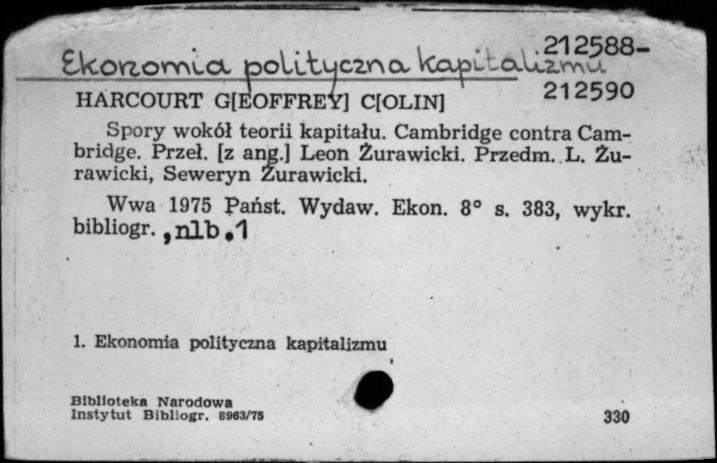 212588-
Ekonomia polityczna kapitalizmu
212590
HARCOURT G[EOFFREY] C[OLIN]
Spory wokół teorii kapitału. Cambridge contra Cam-
bridge. Przeł. [z ang.] Leon Żurawicki. Przedm. L. Żu-
rawicki, Seweryn Żurawicki.
Wwa 1975 Państ. Wydaw. Ekon. 8° s. 383, wykr.
bibliogr. , nlb.1
1. Ekonomia polityczna kapitalizmu
Biblioteka Narodowa
Instytut Bibliogr. 8963/75
330